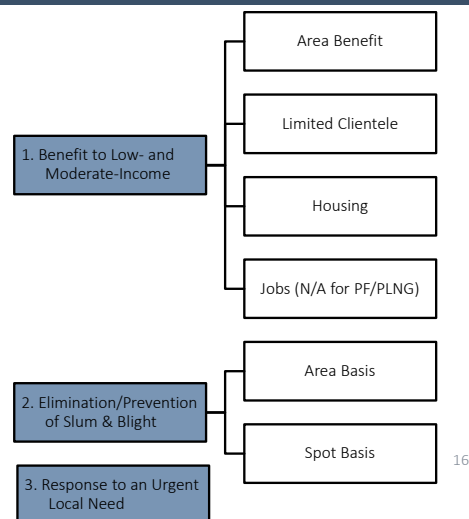 1. Benefit to Low- and
Moderate-Income
Area Benefit
Limited Clientele
Housing
Jobs (N/A for PF/PLNG)
2. Elimination/Prevention
of Slum & Blight
Area Basis
Spot Basis
3. Response to an Urgent
Local Need
16